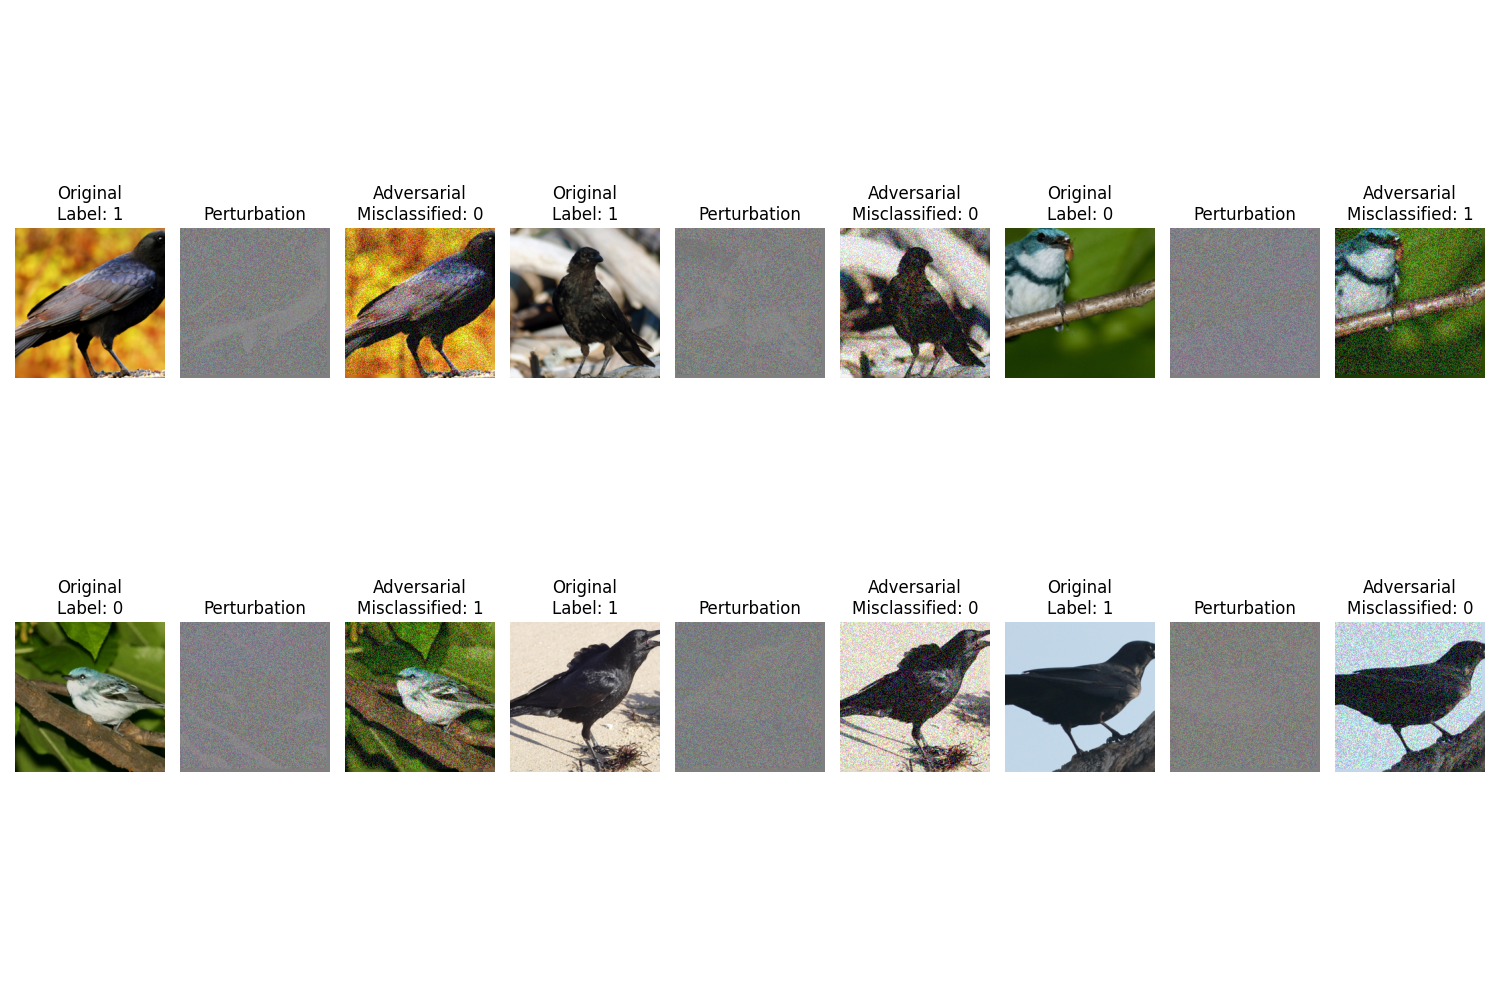 Original
Label: 1
Perturbation
Adversarial
Misclassified: 0
Original
Label: 1
Perturbation
Adversarial
Misclassified: 0
Original
Label: 0
Perturbation
Adversarial
Misclassified: 1
Original
Label: 0
Perturbation
Adversarial
Misclassified: 1
Original
Label: 1
Perturbation
Adversarial
Misclassified: 0
Original
Label: 1
Perturbation
Adversarial
Misclassified: 0